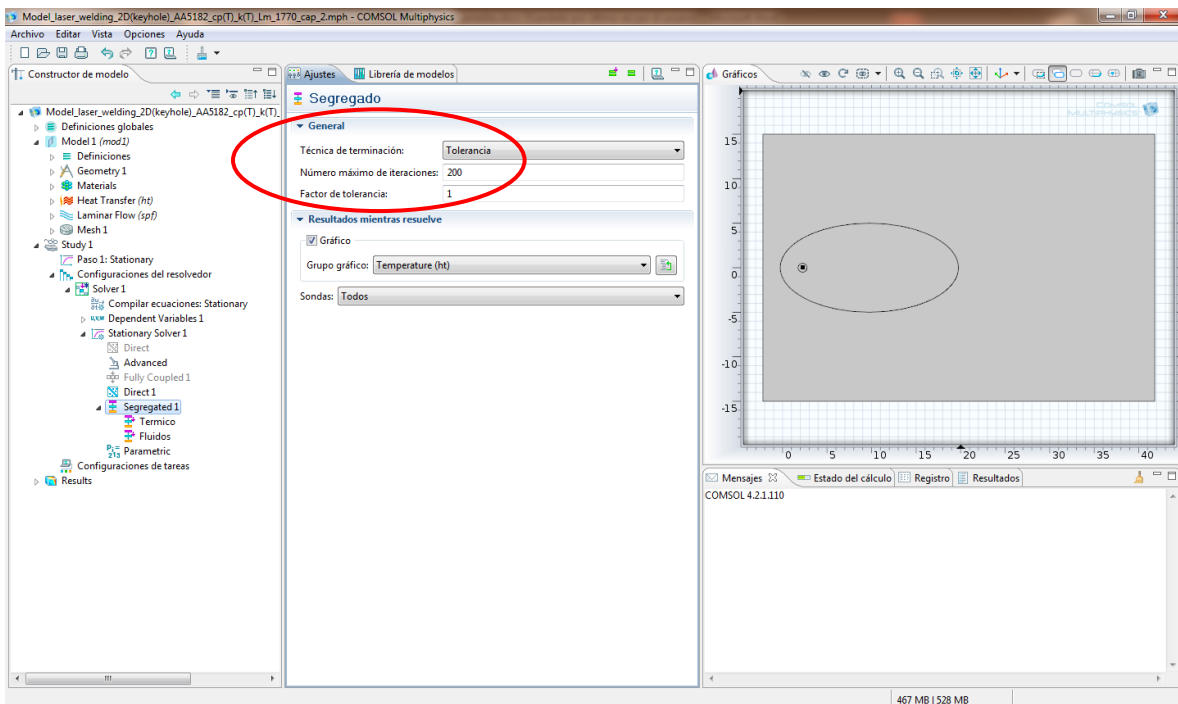 Model_laser_welding_2D(keyhole)_AA5182_cp(T)_k(T)_Lm_1770_cap_2.mph - COMSOL Multiphysics
Archivo Editar Vista Opciones Ayuda
Constructor de modelo
Model_laser_welding_2D(keyhole)_AA5182_cp(T)_k(T)_
Definiciones globales
Model 1 (mod1)
Definiciones
Geometry 1
Materials
Heat Transfer (ht)
Laminar Flow (spf)
Mesh 1
Study 1
Paso 1: Stationary
Configuraciones del resolvedor
Solver 1
Compilar ecuaciones: Stationary
Dependent Variables 1
Stationary Solver 1
Direct
Advanced
Fully Coupled 1
Direct 1
Segregated 1
Termico
Fluidos
Parametric
Configuraciones de tareas
Results
Ajustes Librería de modelos
Segregado
General
Técnica de terminación: Tolerancia
Número máximo de iteraciones: 200
Factor de tolerancia: 1
Resultados mientras resuelve
Gráfico
Grupo gráfico: Temperature (ht)
Sondas: Todos
Gráficos
COMSOL
MULTIPHYSICS
15
10
5
0
-5
-10
-15
0 5 10 15 20 25 30 35 40
Mensajes Estado del cálculo Registro Resultados
COMSOL 4.2.1.110
467 MB | 528 MB